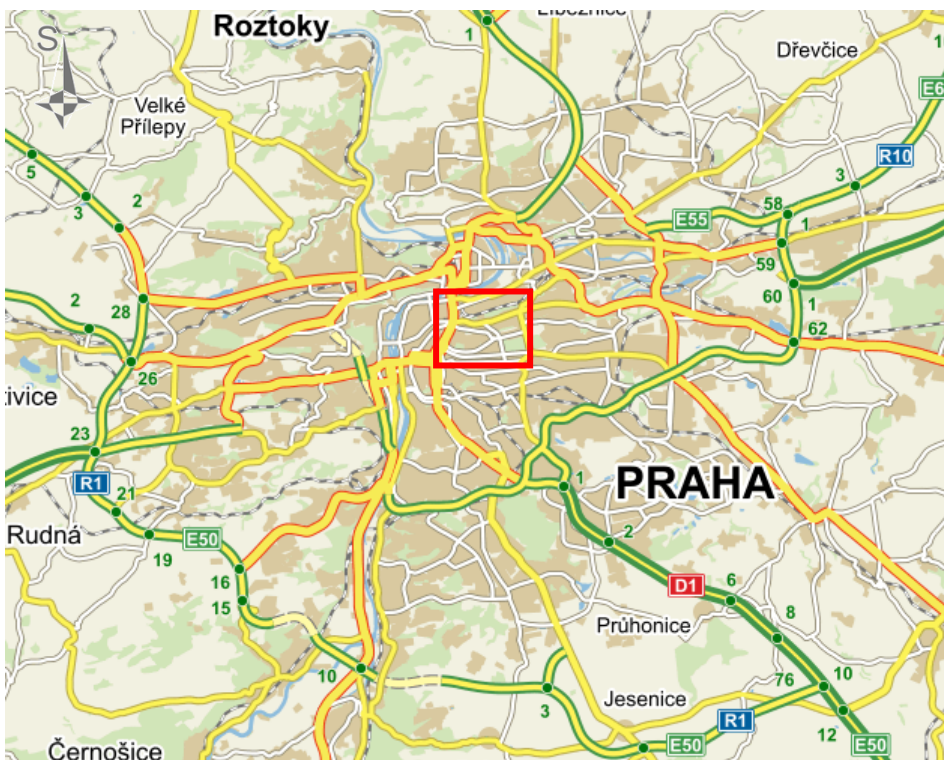 Roztoky
1
S
Dřevčice
Velké
Přílepy
E6
R10
5
3
3
2
58
E55
1
59
60
2
28
1
62
26
23
PRAHA
R1
1
21
Rudná
E50
2
19
16
D1
6
15
8
Průhonice
10
76
10
3
Jesenice
R1
12
E50
E50
Černošice